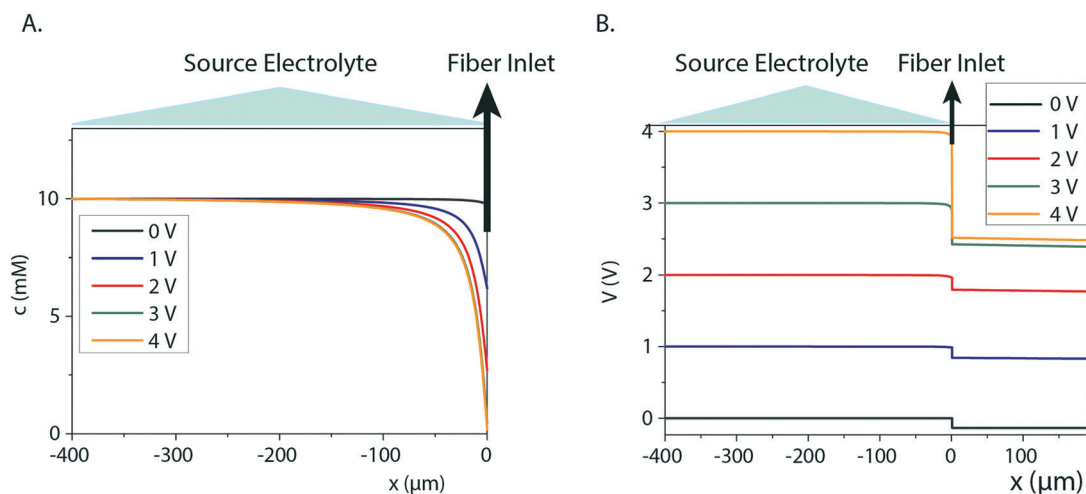 A.
Source Electrolyte
Fiber Inlet
10
5
0
c (mM)
0 V
1 V
2 V
3 V
4 V
-400
-300
-200
-100
0
x (μm)
B.
Source Electrolyte
Fiber Inlet
0 V
1 V
2 V
3 V
4 V
4
3
2
1
0
V (V)
-400
-300
-200
-100
0
100
x (μm)